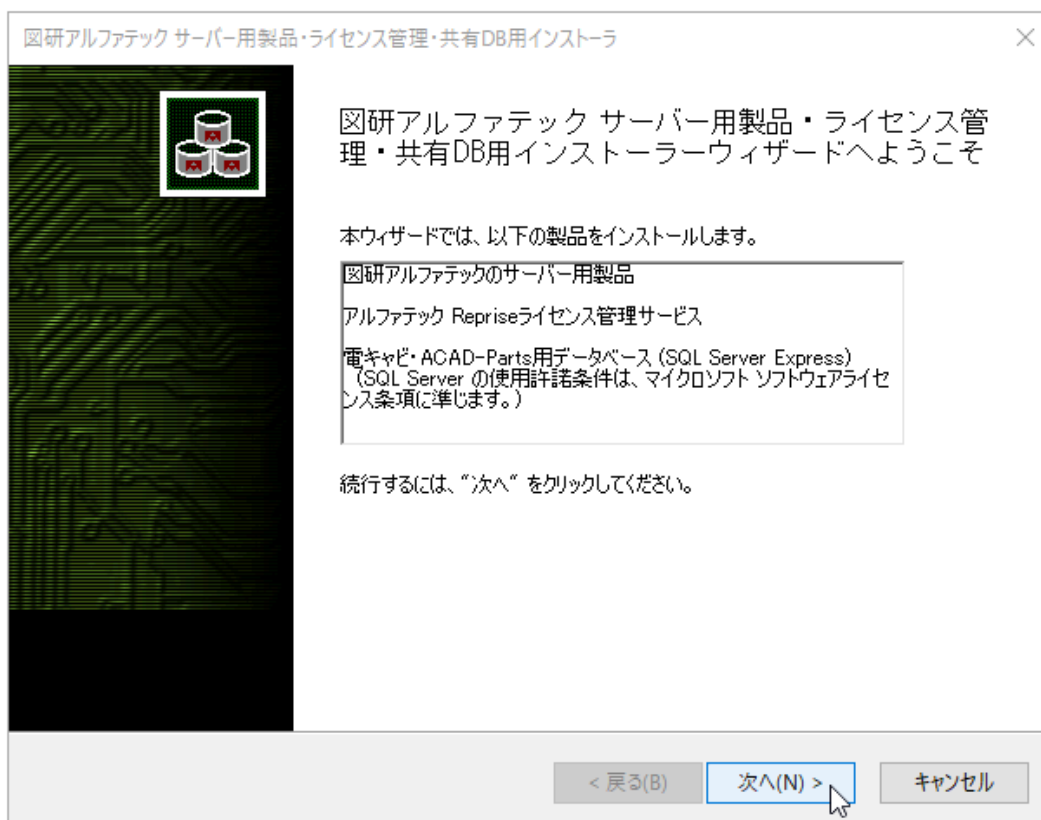 図研アルファテック サーバー用製品・ライセンス管理・共有DB用インストーラ
図研アルファテック サーバー用製品・ライセンス管
理・共有DB用インストーラーウィザードへようこそ
本ウィザードでは、以下の製品をインストールします。
図研アルファテックのサーバー用製品
アルファテック Repriseライセンス管理サービス
電キャビ・ACAD-Parts用データベース (SQL Server Express)
(SQL Server の使用許諾条件は、マイクロソフト ソフトウェアライセ
ンス条項に準じます。)
続行するには、"次へ" をクリックしてください。
< 戻る(B)
次へ(N) >
キャンセル